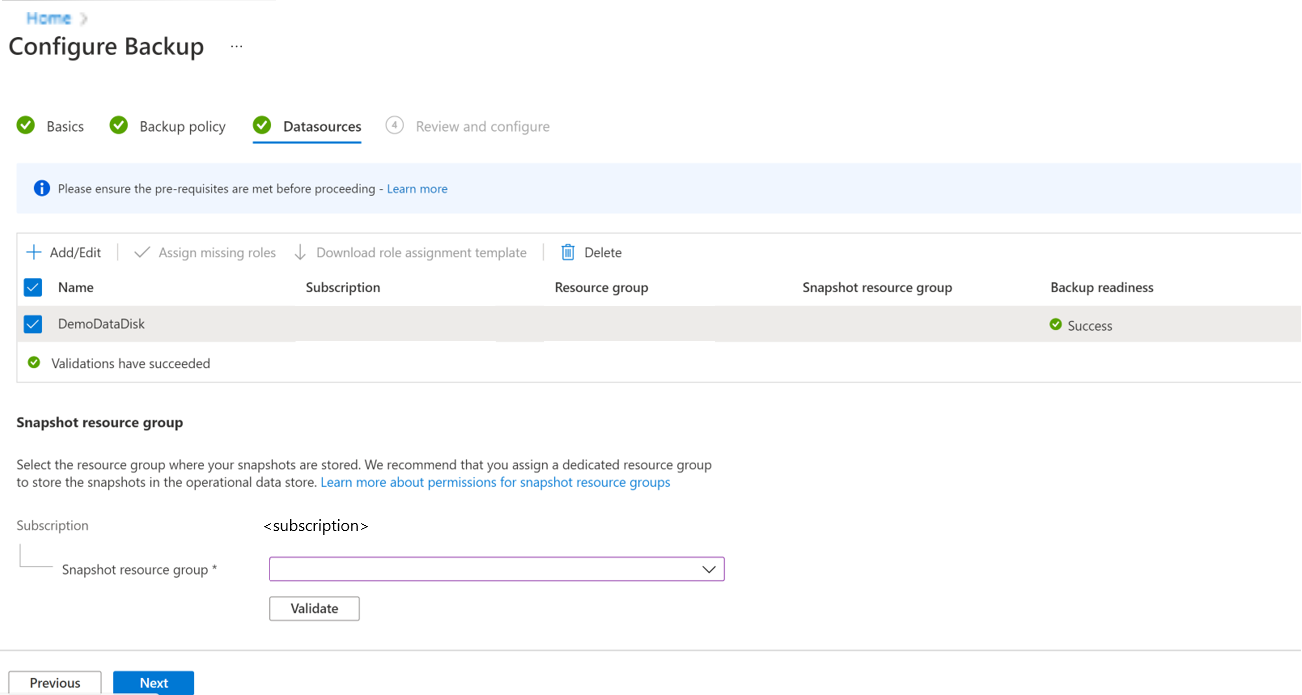 Home >
Configure Backup ...
Basics Backup policy Datasources 4 Review and configure
Please ensure the pre-requisites are met before proceeding - Learn more
Add/Edit Assign missing roles Download role assignment template Delete
Name Subscription Resource group Snapshot resource group Backup readiness
DemoDataDisk Success
Validations have succeeded
Snapshot resource group
Select the resource group where your snapshots are stored. We recommend that you assign a dedicated resource group
to store the snapshots in the operational data store. Learn more about permissions for snapshot resource groups
Subscription <subscription>
Snapshot resource group *
Validate
Previous Next